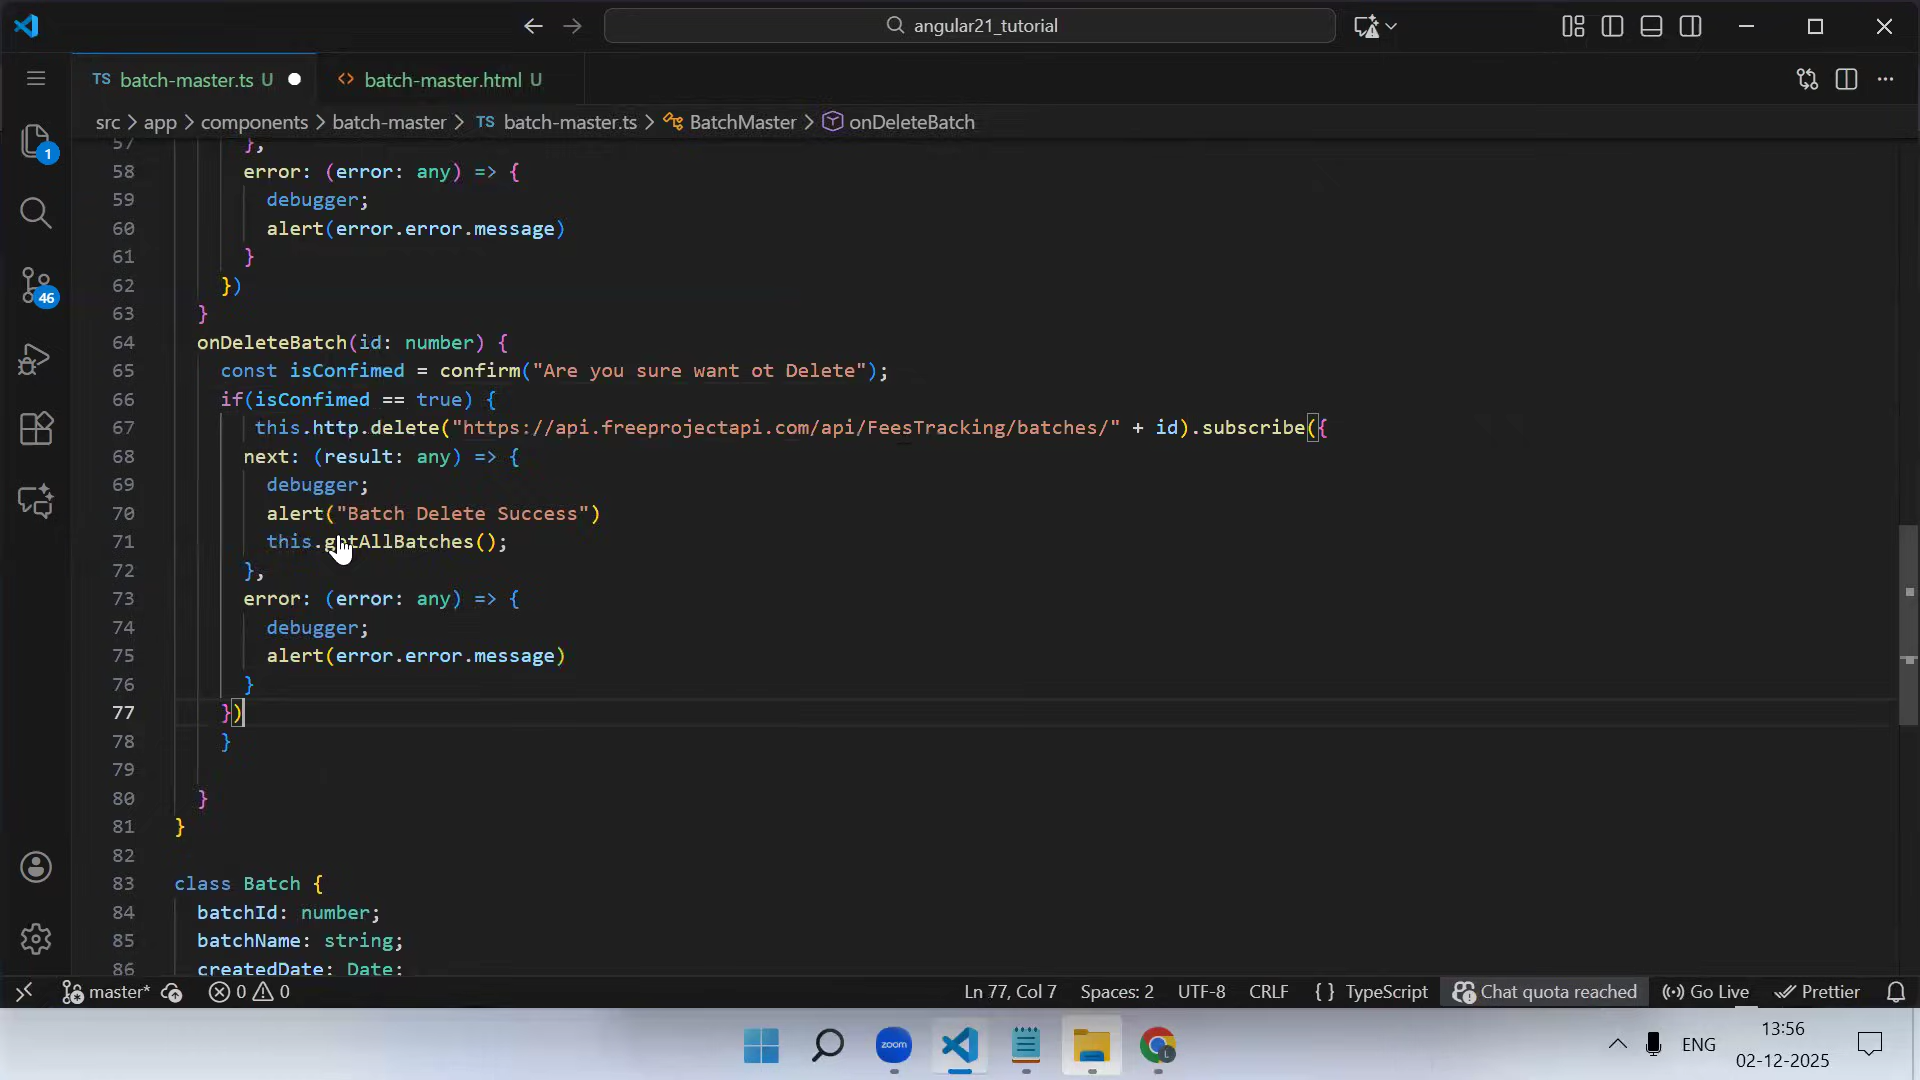 angular21_tutorial
TS batch-master.ts U
<> batch-master.html U
src > app > components > batch-master > TS batch-master.ts > BatchMaster > onDeleteBatch
57 },
58 error: (error: any) => {
59 debugger;
60 alert(error.error.message)
61 }
62 })
63 }
64 onDeleteBatch(id: number) {
65 const isConfimed = confirm("Are you sure want ot Delete");
66 if(isConfimed == true) {
67 this.http.delete("https://api.freeprojectapi.com/api/FeesTracking/batches/" + id).subscribe({
68 next: (result: any) => {
69 debugger;
70 alert("Batch Delete Success")
71 this.getAllBatches();
72 },
73 error: (error: any) => {
74 debugger;
75 alert(error.error.message)
76 }
77 })
78 }
79
80 }
81 }
82
83 class Batch {
84 batchId: number;
85 batchName: string;
86 createdDate: Date;
1
46
master* 0 0 Ln 77, Col 7 Spaces: 2 UTF-8 CRLF { } TypeScript Chat quota reached Go Live Prettier
zoom
ENG
13:56
02-12-2025